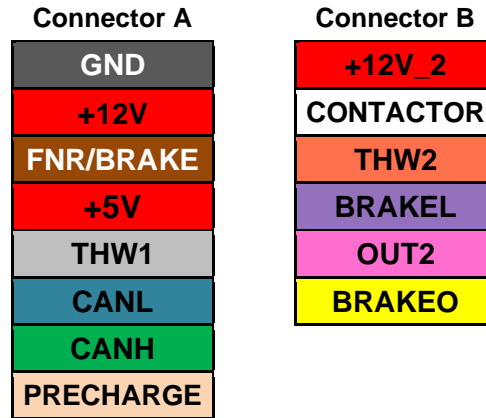 Connector A
GND
+12V
FNR/BRAKE
+5V
THW1
CANL
CANH
PRECHARGE
Connector B
+12V_2
CONTACTOR
THW2
BRAKEL
OUT2
BRAKEO